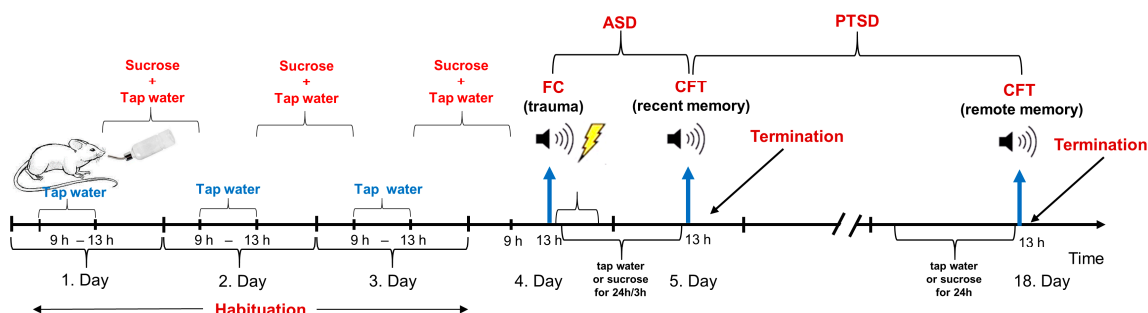 ASD
PTSD
Sucrose
+
Tap water
Sucrose
+
Tap water
Sucrose
+
Tap water
FC
(trauma)
CFT
(recent memory)
CFT
(remote memory)
Termination
Termination
Tap water
Tap water
Tap water
9 h – 13 h
9 h – 13 h
9 h – 13 h
9 h
13 h
13 h
13 h
Time
1. Day
2. Day
3. Day
4. Day
tap water
or sucrose
for 24h/3h
5. Day
tap water
or sucrose
for 24h
18. Day
Habituation